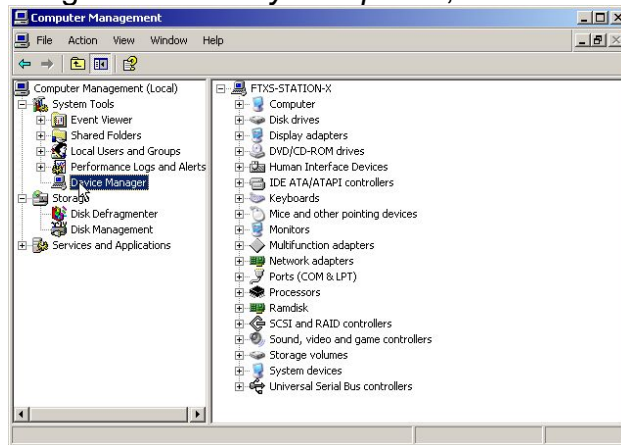 Computer Management
File Action View Window Help
Computer Management (Local)
System Tools
Event Viewer
Shared Folders
Local Users and Groups
Performance Logs and Alerts
Device Manager
Storage
Disk Defragmenter
Disk Management
Services and Applications
FTXS-STATION-X
Computer
Disk drives
Display adapters
DVD/CD-ROM drives
Human Interface Devices
IDE ATA/ATAPI controllers
Keyboards
Mice and other pointing devices
Monitors
Multifunction adapters
Network adapters
Ports (COM & LPT)
Processors
Ramdisk
SCSI and RAID controllers
Sound, video and game controllers
Storage volumes
System devices
Universal Serial Bus controllers